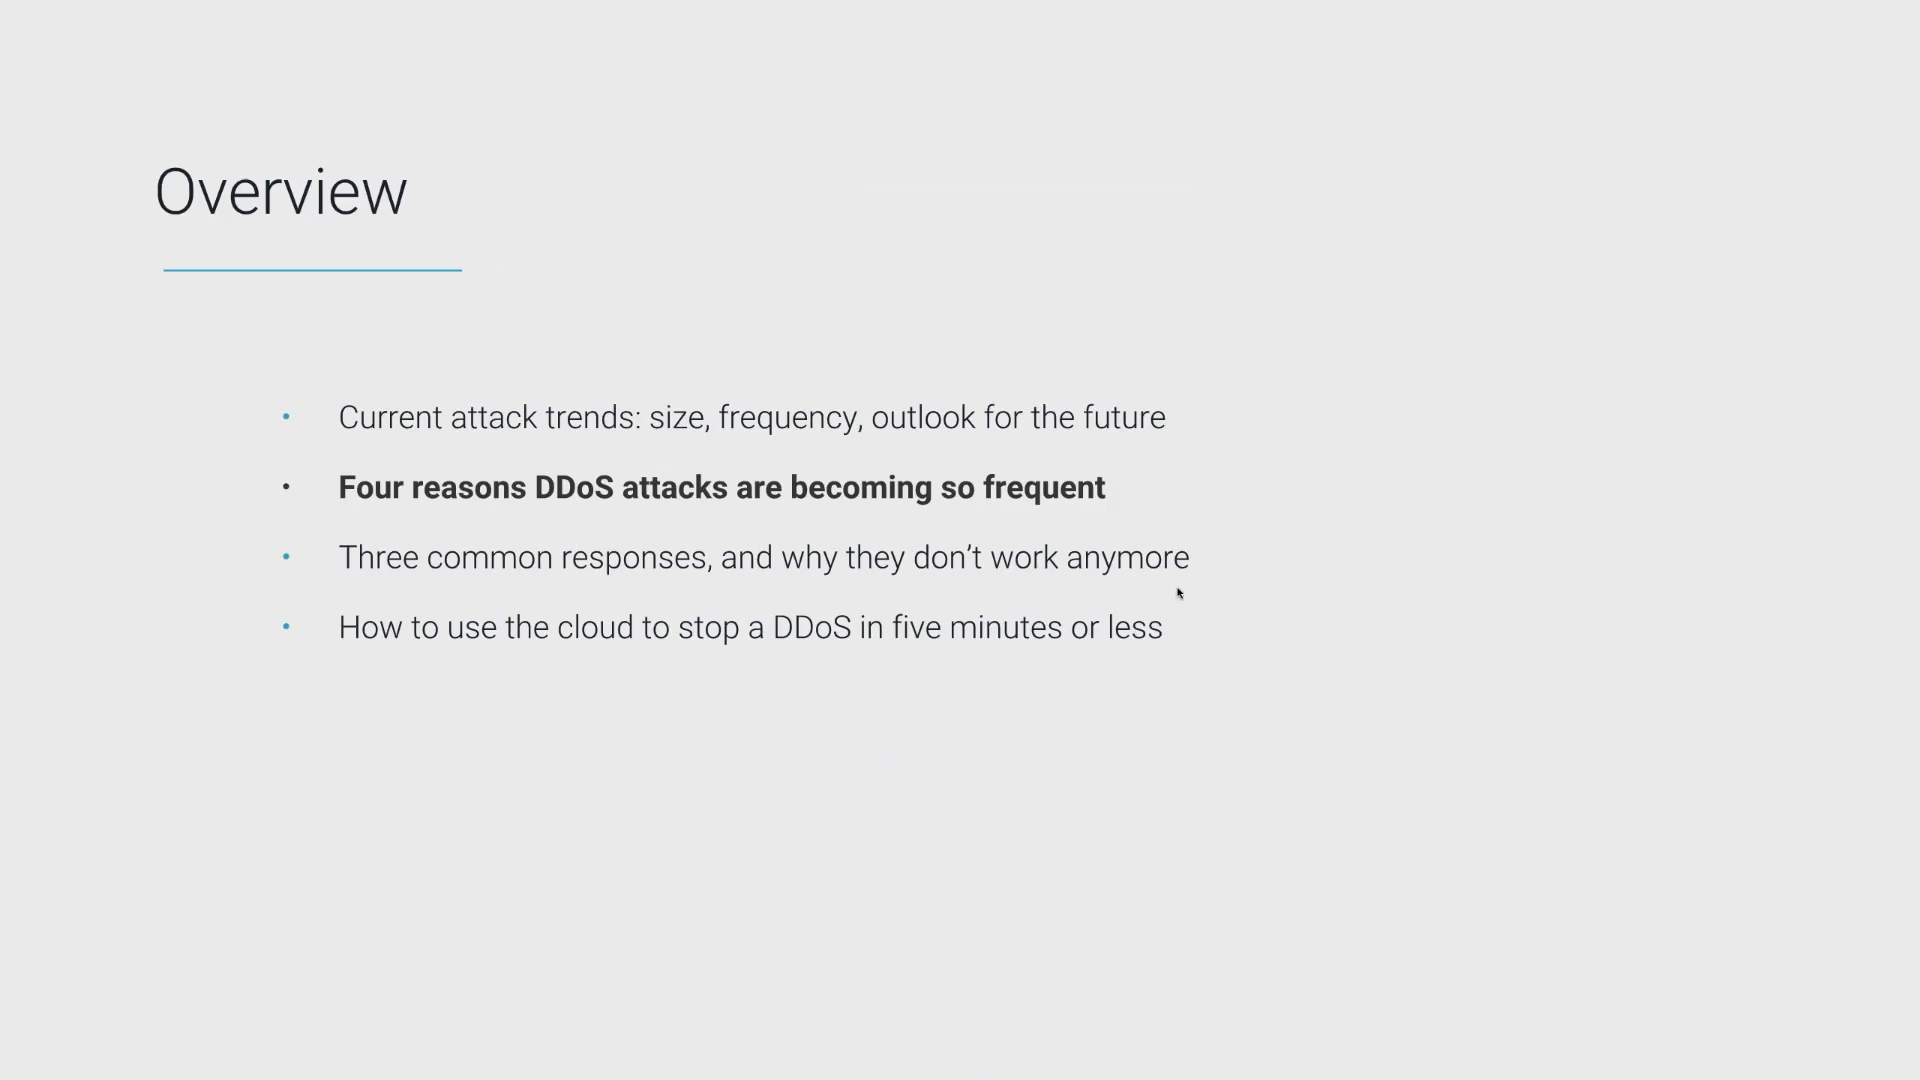 Overview
• Current attack trends: size, frequency, outlook for the future
• Four reasons DDoS attacks are becoming so frequent
• Three common responses, and why they don’t work anymore
• How to use the cloud to stop a DDoS in five minutes or less